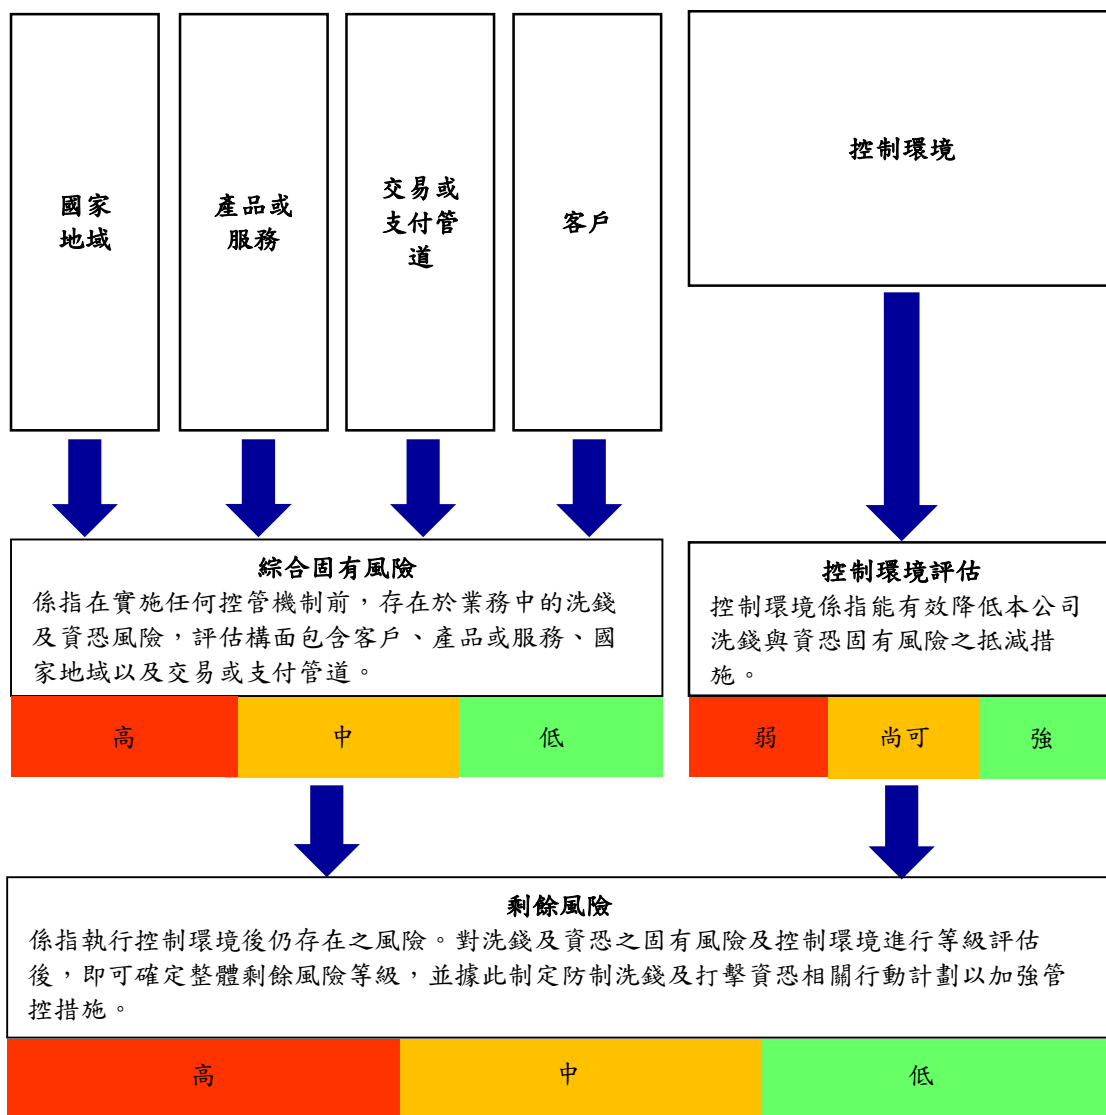 國家
地域
產品或
服務
交易或
支付管
道
客戶
控制環境
綜合固有風險
係指在實施任何控管機制前，存在於業務中的洗錢
及資恐風險，評估構面包含客戶、產品或服務、國
家地域以及交易或支付管道。
高
中
低
控制環境評估
控制環境係指能有效降低本公司
洗錢與資恐固有風險之抵減措
施。
弱
尚可
強
剩餘風險
係指執行控制環境後仍存在之風險。對洗錢及資恐之固有風險及控制環境進行等級評估
後，即可確定整體剩餘風險等級，並據此制定防制洗錢及打擊資恐相關行動計劃以加強管
控措施。
高
中
低